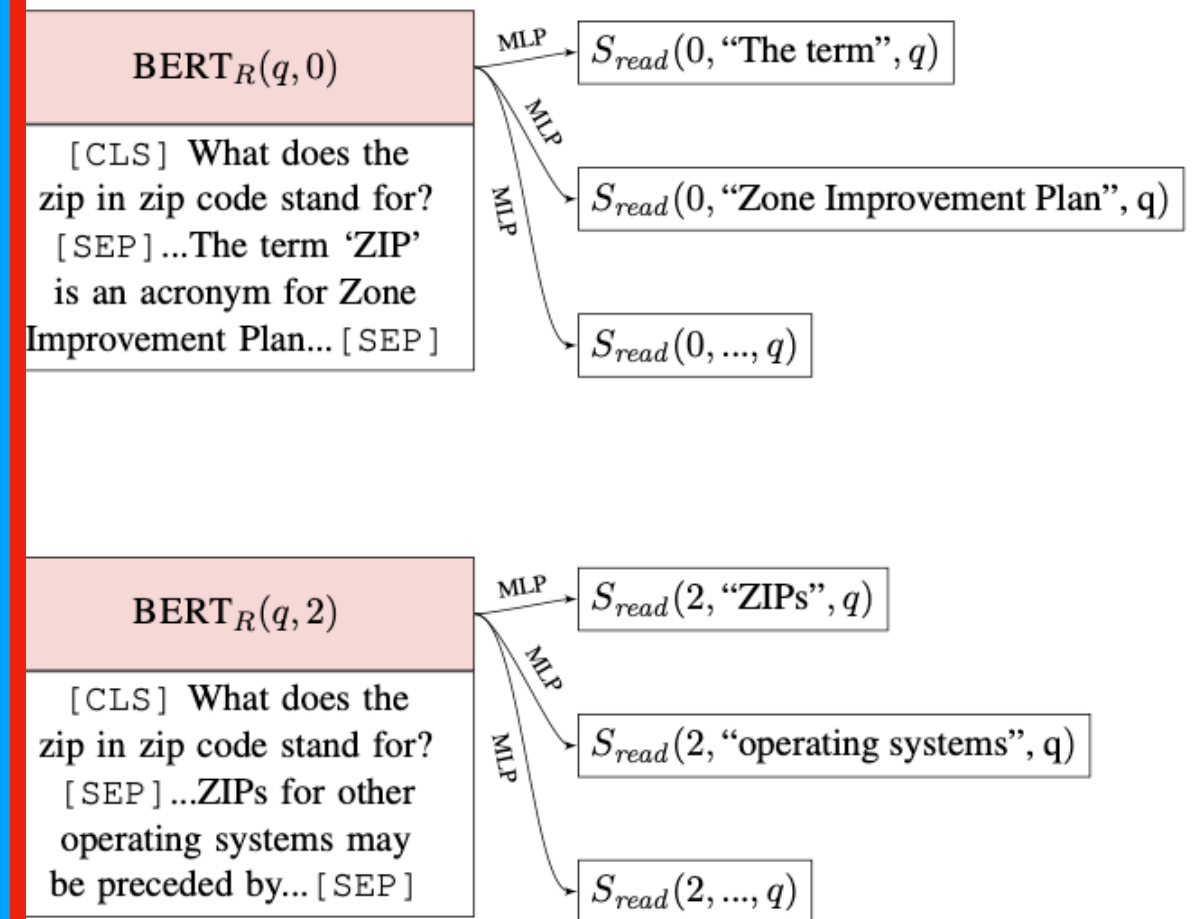 BERT_R(q, 0)
[CLS] What does the
zip in zip code stand for?
[SEP]...The term ‘ZIP’
is an acronym for Zone
Improvement Plan...[SEP]
MLP
MLP
MLP
S_read(0, “The term”, q)
S_read(0, “Zone Improvement Plan”, q)
S_read(0, ..., q)
BERT_R(q, 2)
[CLS] What does the
zip in zip code stand for?
[SEP]...ZIPs for other
operating systems may
be preceded by...[SEP]
MLP
MLP
MLP
S_read(2, “ZIPs”, q)
S_read(2, “operating systems”, q)
S_read(2, ..., q)